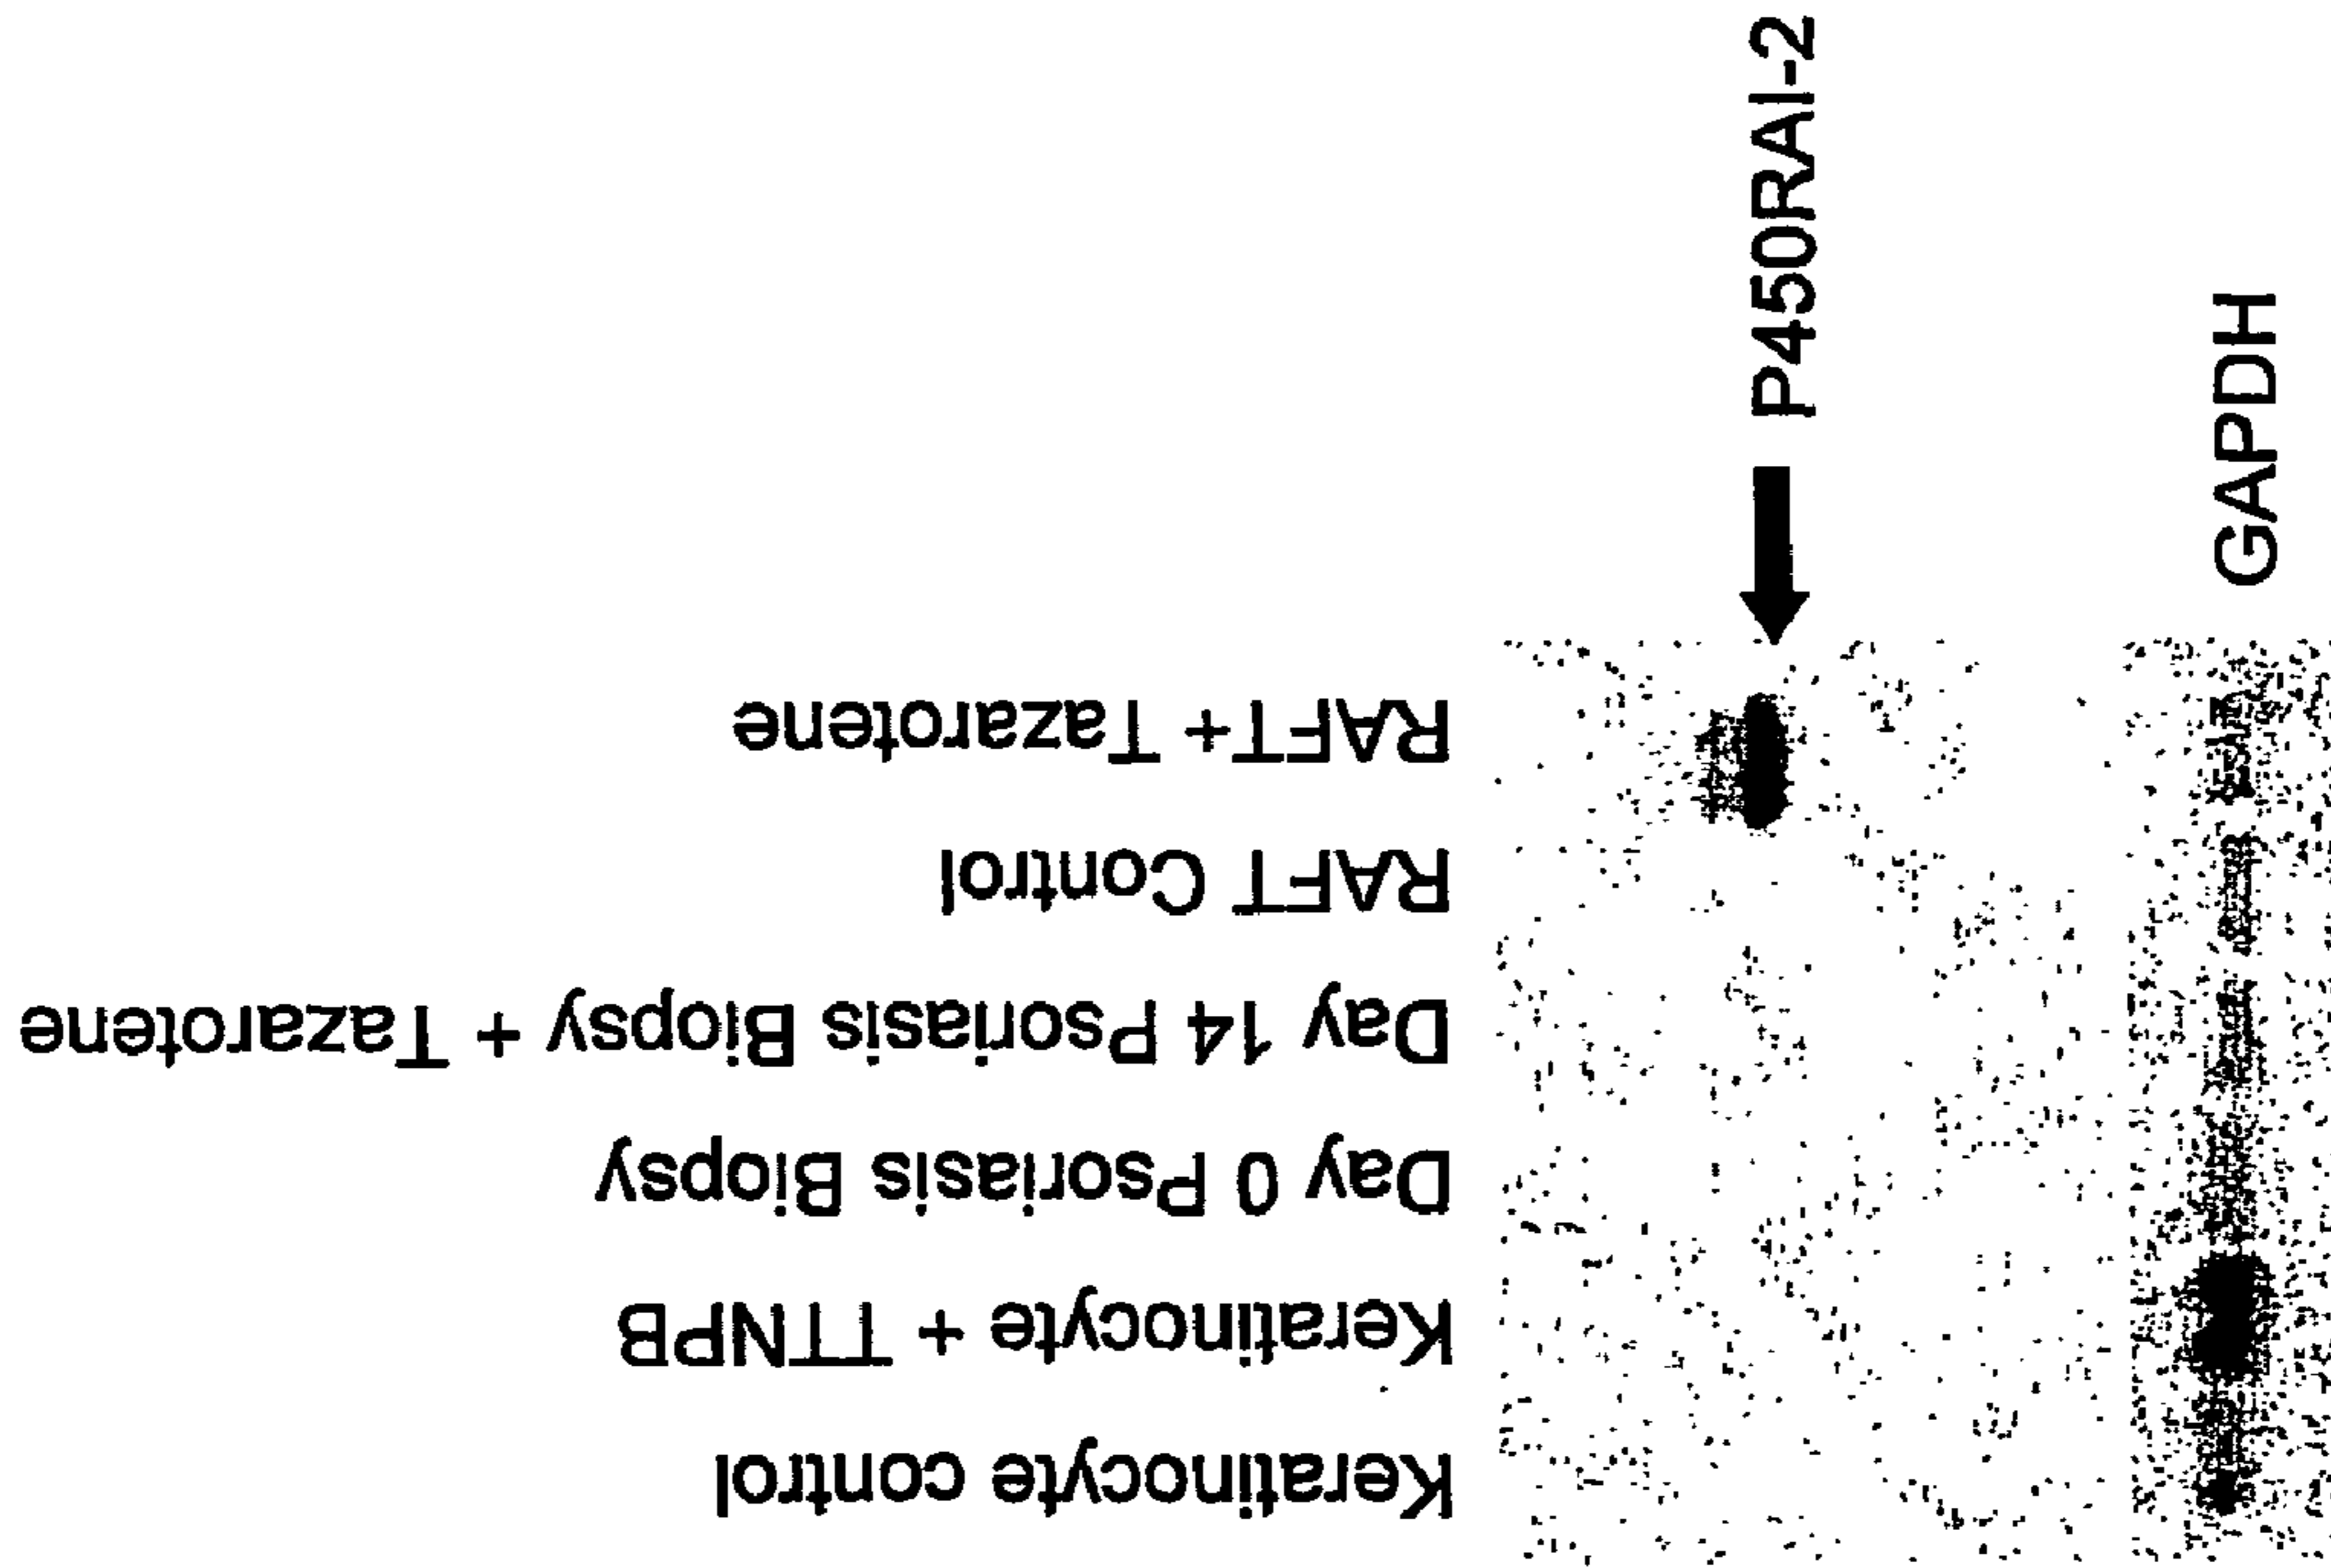 Keratinocyte control
Keratinocyte + TTNPB
Day 0 Psoriasis Biopsy
Day 14 Psoriasis Biopsy + Tazarotene
RAFT Control
RAFT+ Tazarotene
P450RAI-2
GAPDH